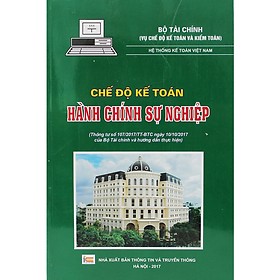 BỘ TÀI CHÍNH
(VỤ CHẾ ĐỘ KẾ TOÁN VÀ KIỂM TOÁN)
HỆ THỐNG KẾ TOÁN VIỆT NAM
CHẾ ĐỘ KẾ TOÁN
HÀNH CHÍNH SỰ NGHIỆP
(Thông tư số 107/2017/TT-BTC ngày 10/10/2017
của Bộ Tài chính và hướng dẫn thực hiện)
NHÀ XUẤT BẢN THÔNG TIN VÀ TRUYỀN THÔNG
HÀ NỘI - 2017